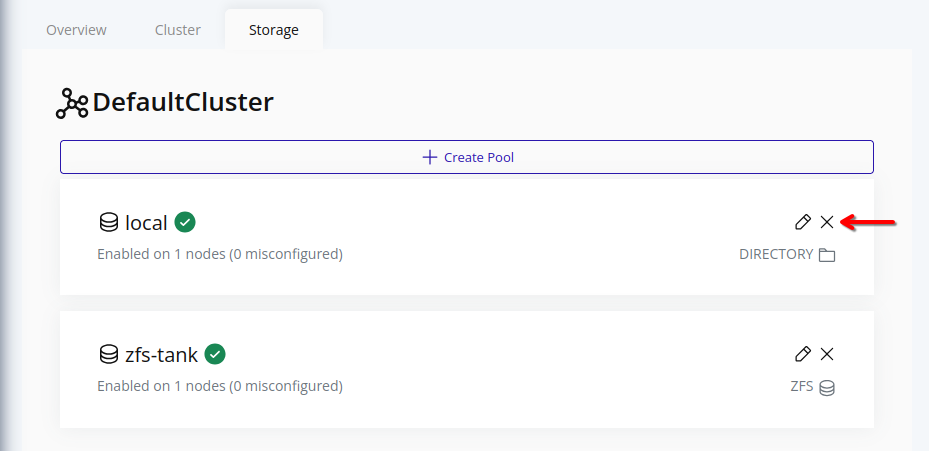 Overview Cluster Storage
DefaultCluster
Create Pool
local
Enabled on 1 nodes (0 misconfigured)
DIRECTORY
zfs-tank
Enabled on 1 nodes (0 misconfigured)
ZFS